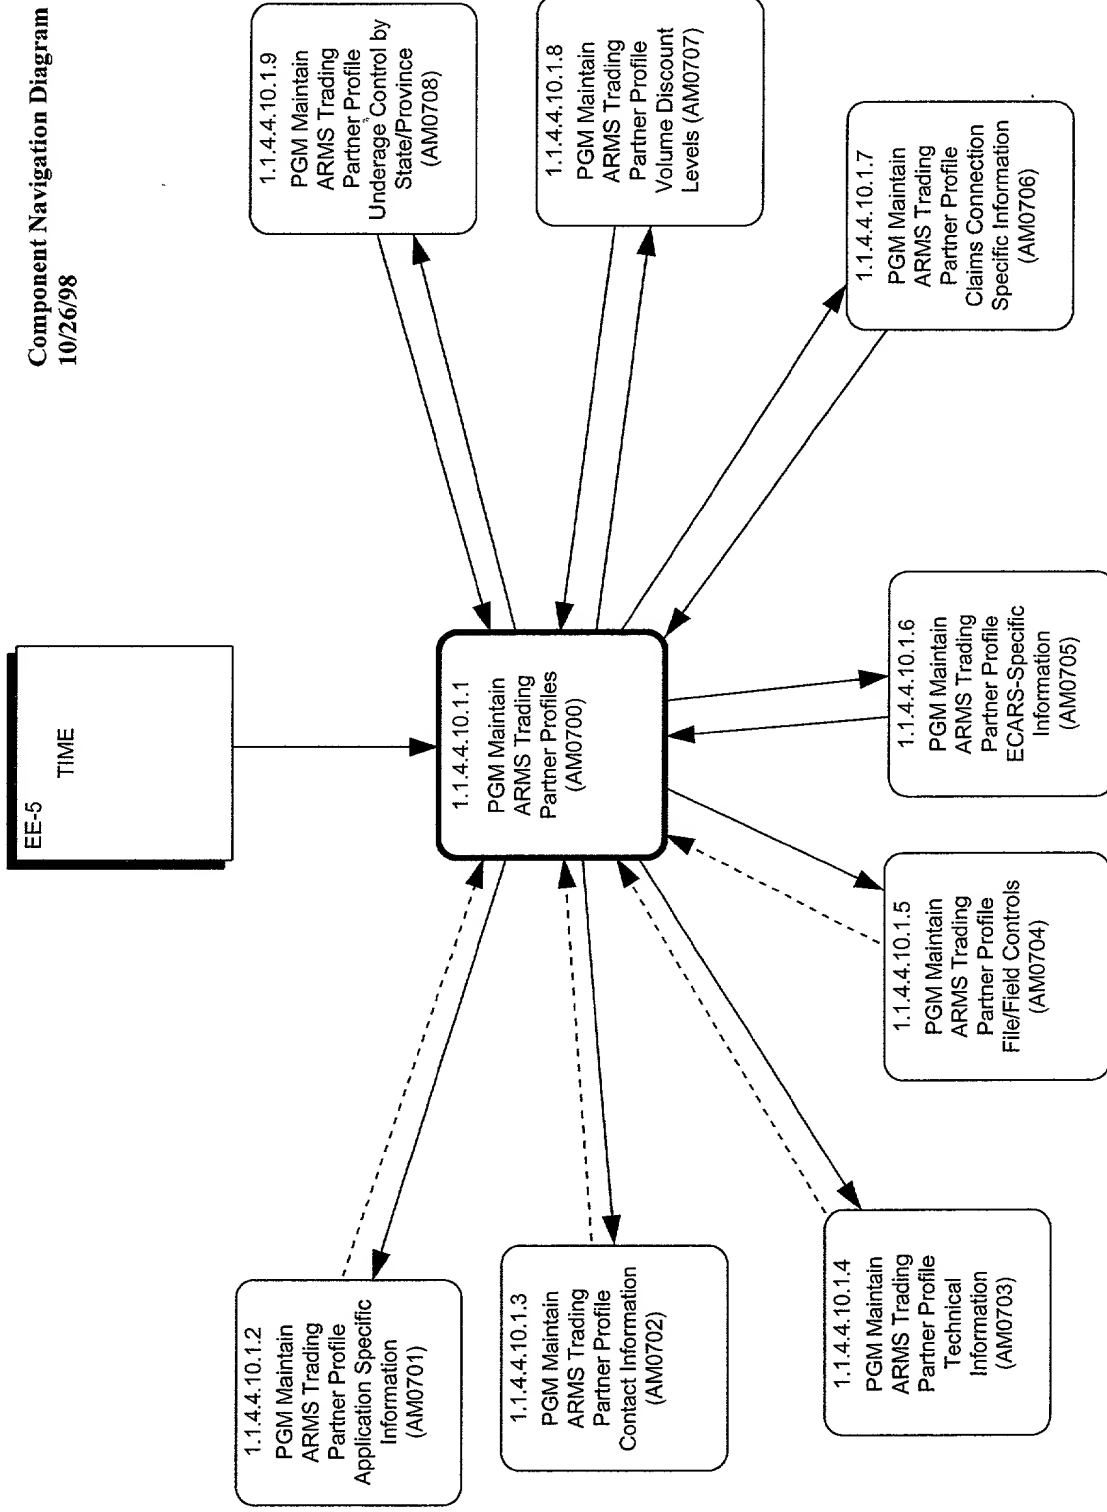 Component Navigation Diagram
10/26/98
EE-5
TIME
1.1.4.4.10.1.1
PGM Maintain
ARMS Trading
Partner Profiles
(AM0700)
1.1.4.4.10.1.2
PGM Maintain
ARMS Trading
Partner Profile
Application Specific
Information
(AM0701)
1.1.4.4.10.1.3
PGM Maintain
ARMS Trading
Partner Profile
Contact Information
(AM0702)
1.1.4.4.10.1.4
PGM Maintain
ARMS Trading
Partner Profile
Technical
Information
(AM0703)
1.1.4.4.10.1.5
PGM Maintain
ARMS Trading
Partner Profile
File/Field Controls
(AM0704)
1.1.4.4.10.1.6
PGM Maintain
ARMS Trading
Partner Profile
ECARS-Specific
Information
(AM0705)
1.1.4.4.10.1.7
PGM Maintain
ARMS Trading
Partner Profile
Claims Connection
Specific Information
(AM0706)
1.1.4.4.10.1.8
PGM Maintain
ARMS Trading
Partner Profile
Volume Discount
Levels (AM0707)
1.1.4.4.10.1.9
PGM Maintain
ARMS Trading
Partner Profile
Underage Control by
State/Province
(AM0708)